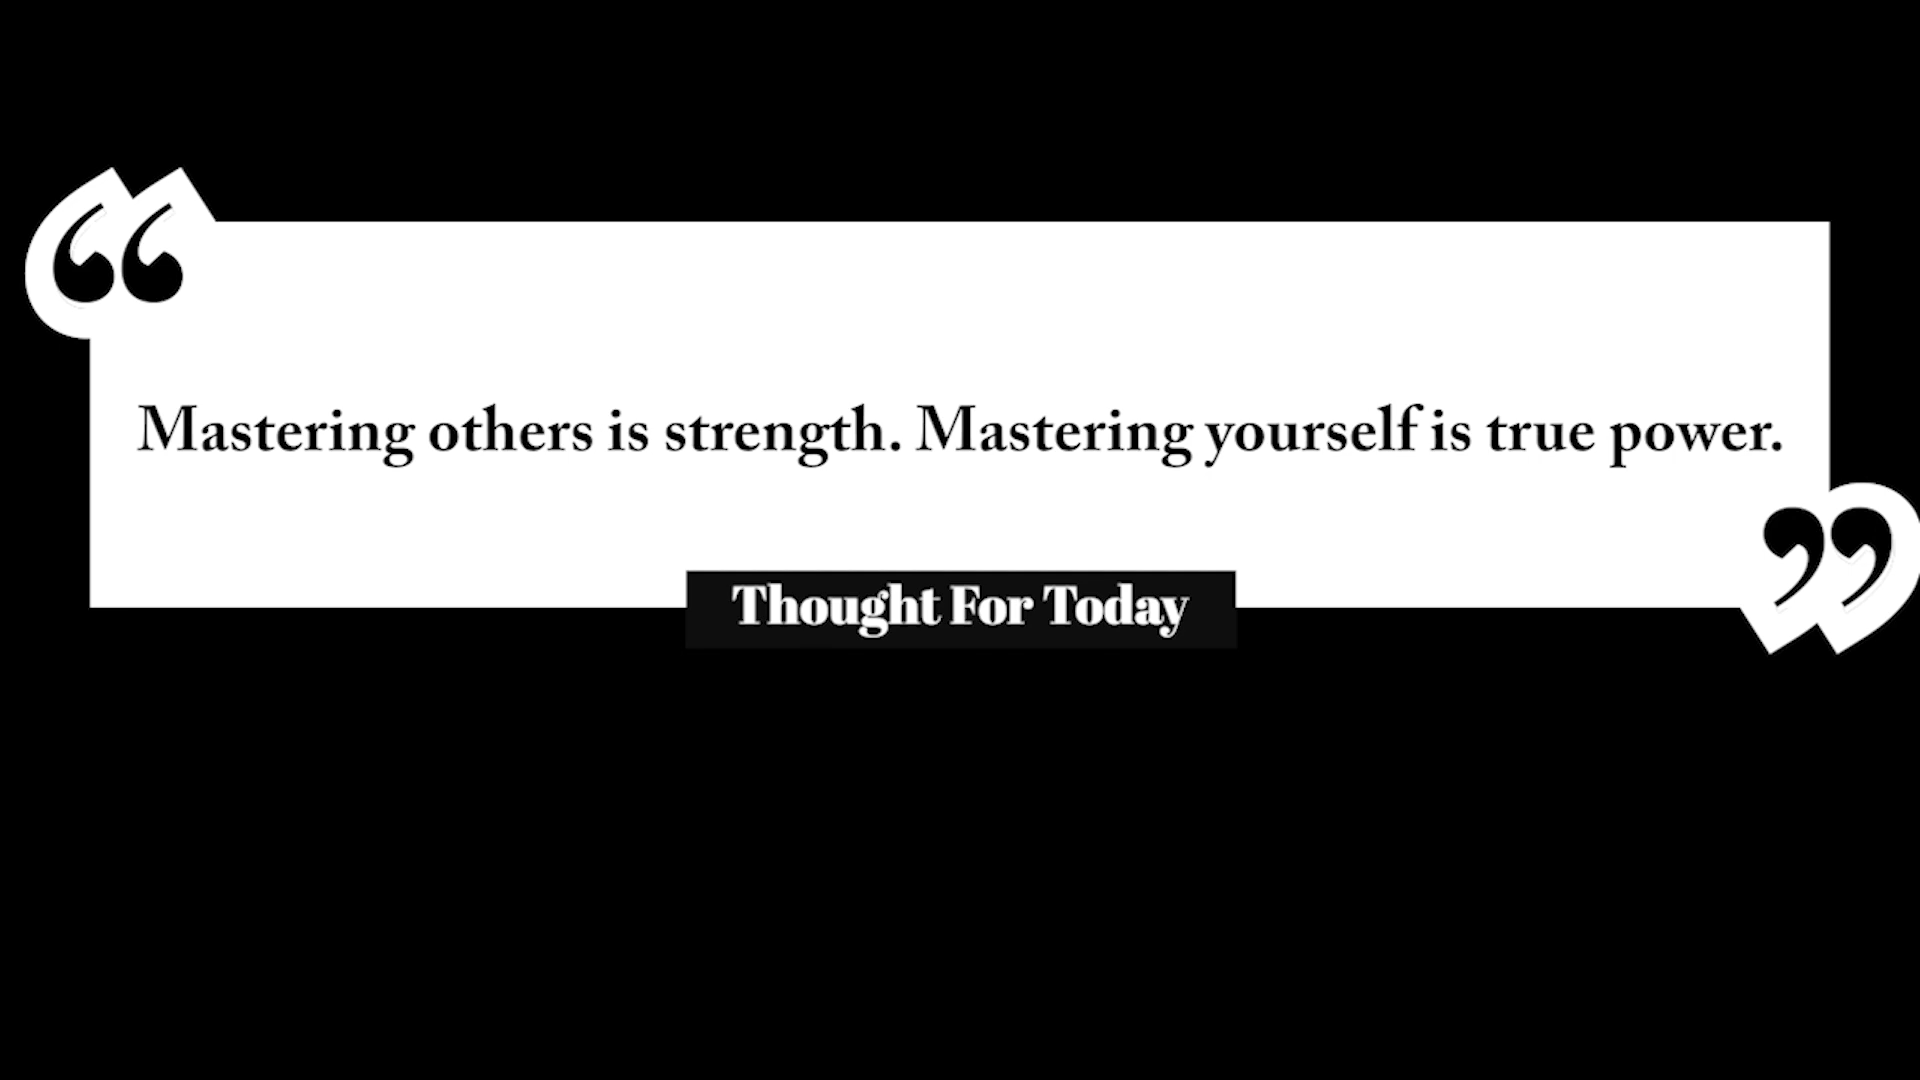 “
Mastering others is strength. Mastering yourself is true power.
”
Thought For Today